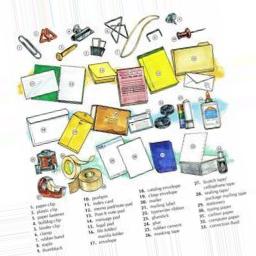 1. paper clip
2. plastic clip
3. paper fastener
4. bulldog clip
5. binder clip
6. clamp
7. rubber band
8. staple
9. thumbtack
10. pushpin
11. index card
12. memo pad/note pad
13. Post-it note pad
14. message pad
15. legal pad
16. file folder/
manila folder
17. envelope
18. catalog envelope
19. clasp envelope
20. mailer
21. mailing label
22. typewriter ribbon
23. gluestick
24. glue
25. rubber cement
26. masking tape
27. Scotch tape/
cellophane tape
28. sealing tape/
package mailing tape
29. stationery
30. typing paper
31. carbon paper
32. computer paper
33. correction fluid